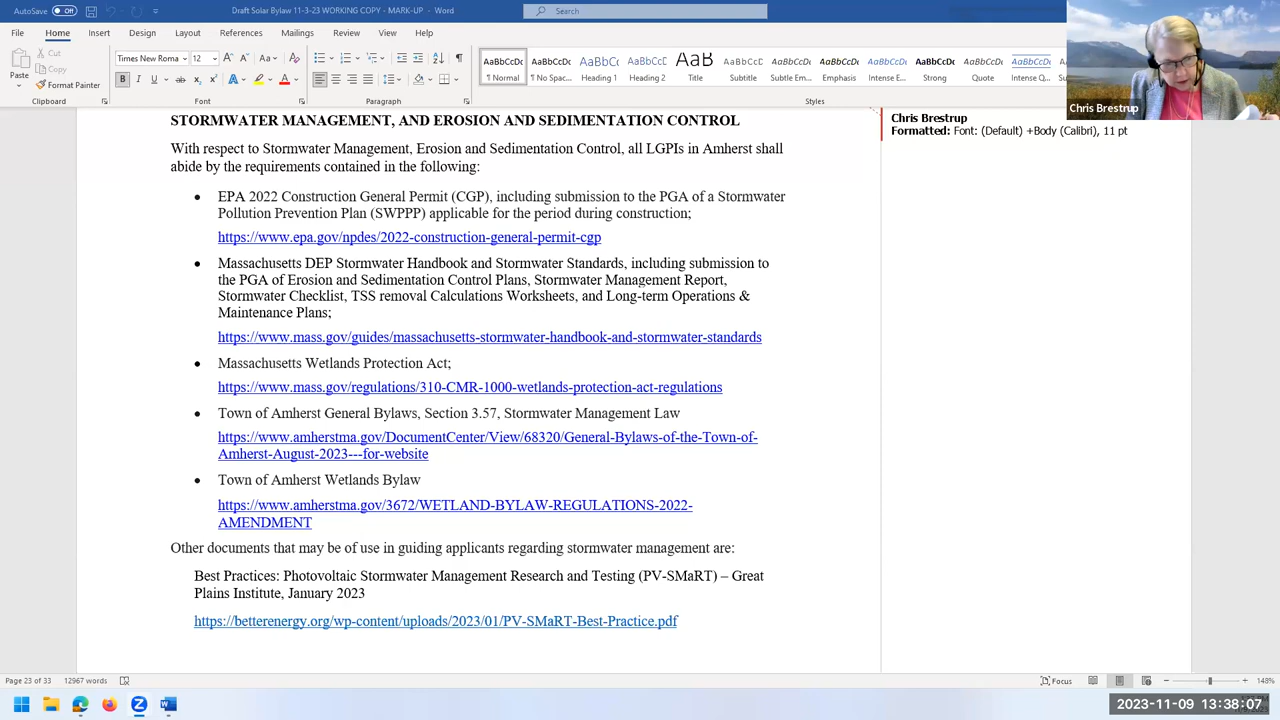 AutoSave Off
Draft Solar Bylaw 11-3-23 WORKING COPY - MARK-UP - Word
Search
File Home Insert Design Layout References Mailings Review View Help
Paste
Cut
Copy
Format Painter
Clipboard
Times New Roma 12
Font
Paragraph
AaBbCcDc AaBbCcDc AaBbC AaBbCcD AaB AaBbCcD AaBbCcDc AaBbCcDc AaBbCcDc AaBbCcDc AaBbCcDc AaBbCcDc
¶ Normal ¶ No Spac... Heading 1 Heading 2 Title Subtitle Subtle Em... Emphasis Intense E... Strong Quote Intense Q...
Styles
Chris Brestrup
STORMWATER MANAGEMENT, AND EROSION AND SEDIMENTATION CONTROL
With respect to Stormwater Management, Erosion and Sedimentation Control, all LGPIs in Amherst shall
abide by the requirements contained in the following:
• EPA 2022 Construction General Permit (CGP), including submission to the PGA of a Stormwater
Pollution Prevention Plan (SWPPP) applicable for the period during construction;
https://www.epa.gov/npdes/2022-construction-general-permit-cgp
• Massachusetts DEP Stormwater Handbook and Stormwater Standards, including submission to
the PGA of Erosion and Sedimentation Control Plans, Stormwater Management Report,
Stormwater Checklist, TSS removal Calculations Worksheets, and Long-term Operations &
Maintenance Plans;
https://www.mass.gov/guides/massachusetts-stormwater-handbook-and-stormwater-standards
• Massachusetts Wetlands Protection Act;
https://www.mass.gov/regulations/310-CMR-1000-wetlands-protection-act-regulations
• Town of Amherst General Bylaws, Section 3.57, Stormwater Management Law
https://www.amherstma.gov/DocumentCenter/View/68320/General-Bylaws-of-the-Town-of-
Amherst-August-2023---for-website
• Town of Amherst Wetlands Bylaw
https://www.amherstma.gov/3672/WETLAND-BYLAW-REGULATIONS-2022-
AMENDMENT
Other documents that may be of use in guiding applicants regarding stormwater management are:
Best Practices: Photovoltaic Stormwater Management Research and Testing (PV-SMaRT) – Great
Plains Institute, January 2023
https://betterenergy.org/wp-content/uploads/2023/01/PV-SMaRT-Best-Practice.pdf
Chris Brestrup
Formatted: Font: (Default) +Body (Calibri), 11 pt
Page 23 of 33 12967 words
Focus
148%
2023-11-09 13:38:07